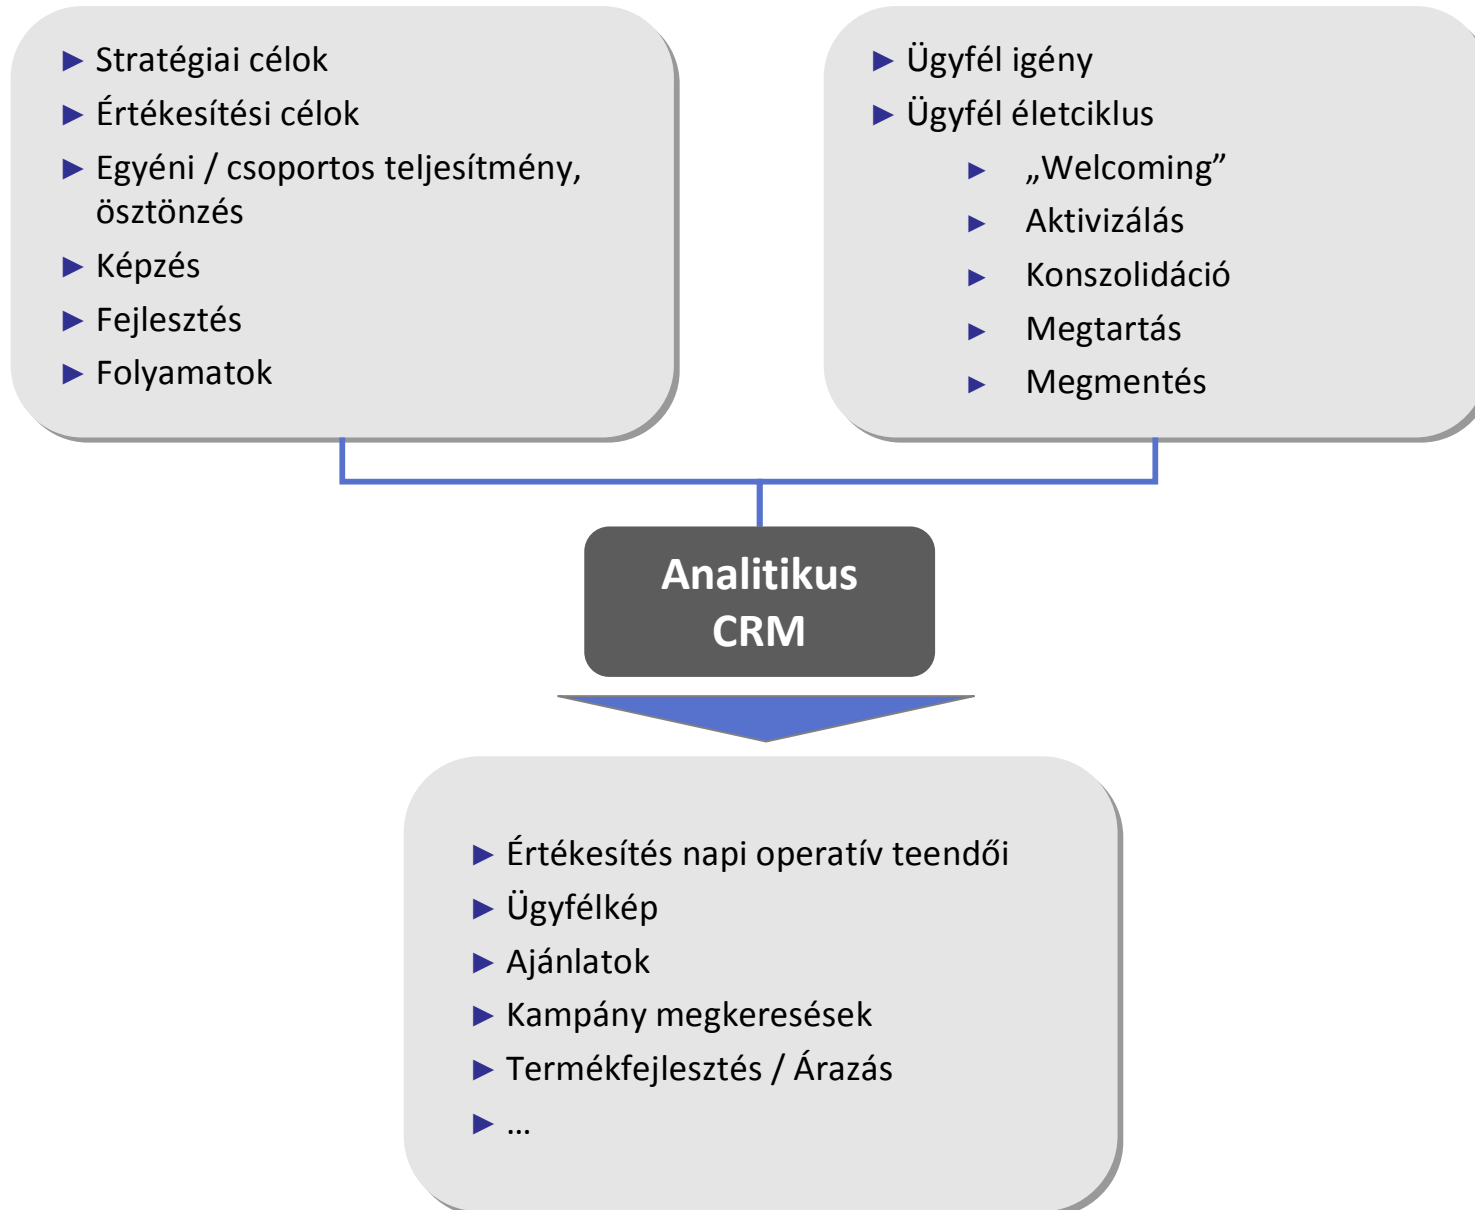 ► Stratégiai célok
► Értékesítési célok
► Egyéni / csoportos teljesítmény,
ösztönzés
► Képzés
► Fejlesztés
► Folyamatok
► Ügyfél igény
► Ügyfél életciklus
► „Welcoming”
► Aktivizálás
► Konszolidáció
► Megtartás
► Megmentés
Analitikus
CRM
► Értékesítés napi operatív teendői
► Ügyfélkép
► Ajánlatok
► Kampány megkeresések
► Termékfejlesztés / Árazás
► ...